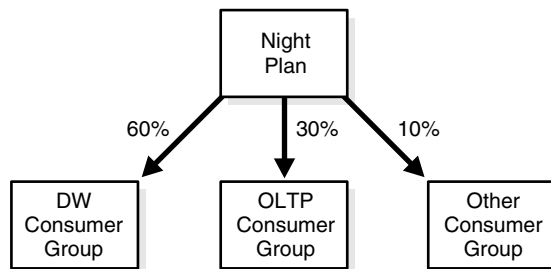 Night
Plan
60%
30%
10%
DW
Consumer
Group
OLTP
Consumer
Group
Other
Consumer
Group